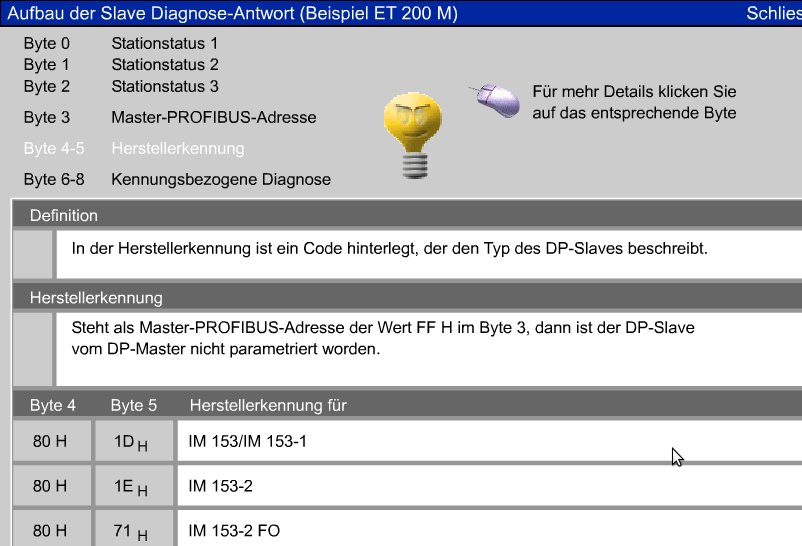 Aufbau der Slave Diagnose-Antwort (Beispiel ET 200 M) Schlies
Byte 0 Stationstatus 1
Byte 1 Stationstatus 2
Byte 2 Stationstatus 3
Byte 3 Master-PROFIBUS-Adresse
Byte 4-5 Herstellerkennung
Byte 6-8 Kennungsbezogene Diagnose
Für mehr Details klicken Sie
auf das entsprechende Byte
Definition
In der Herstellerkennung ist ein Code hinterlegt, der den Typ des DP-Slaves beschreibt.
Herstellerkennung
Steht als Master-PROFIBUS-Adresse der Wert FF H im Byte 3, dann ist der DP-Slave
vom DP-Master nicht parametriert worden.
Byte 4 Byte 5 Herstellerkennung für
80 H 1D H IM 153/IM 153-1
80 H 1E H IM 153-2
80 H 71 H IM 153-2 FO